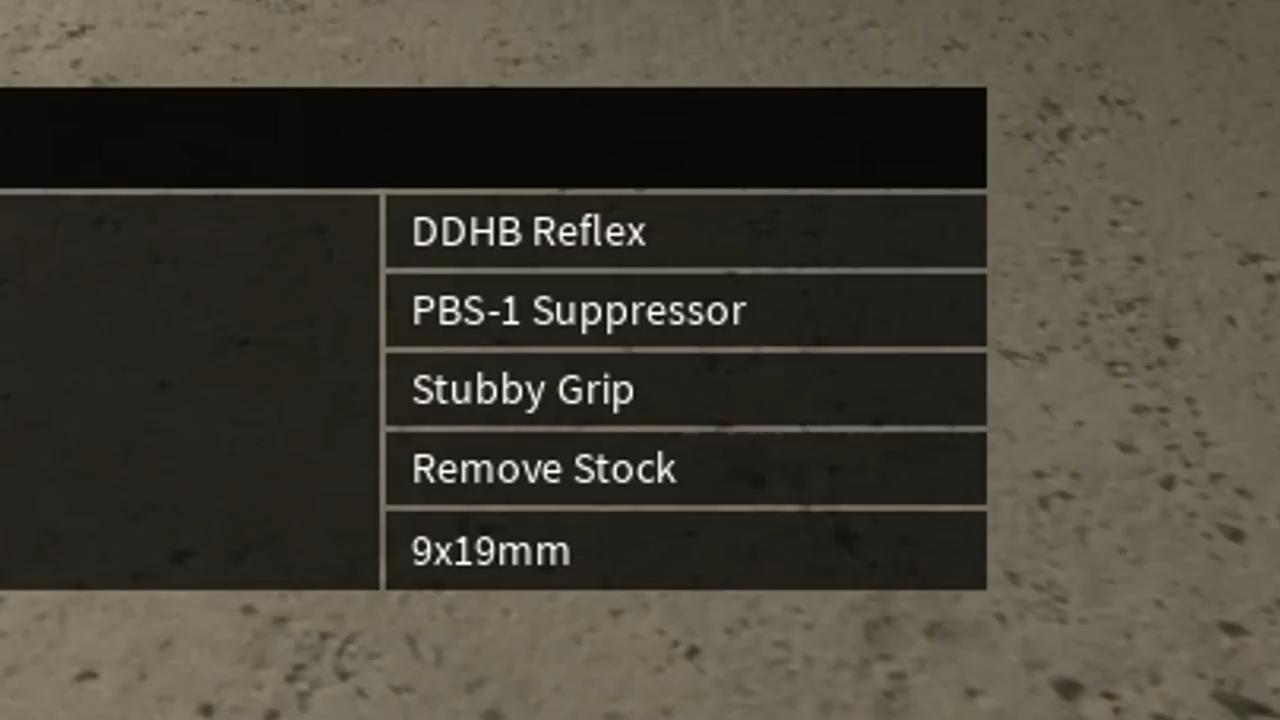 DDHB Reflex
PBS-1 Suppressor
Stubby Grip
Remove Stock
9x19mm